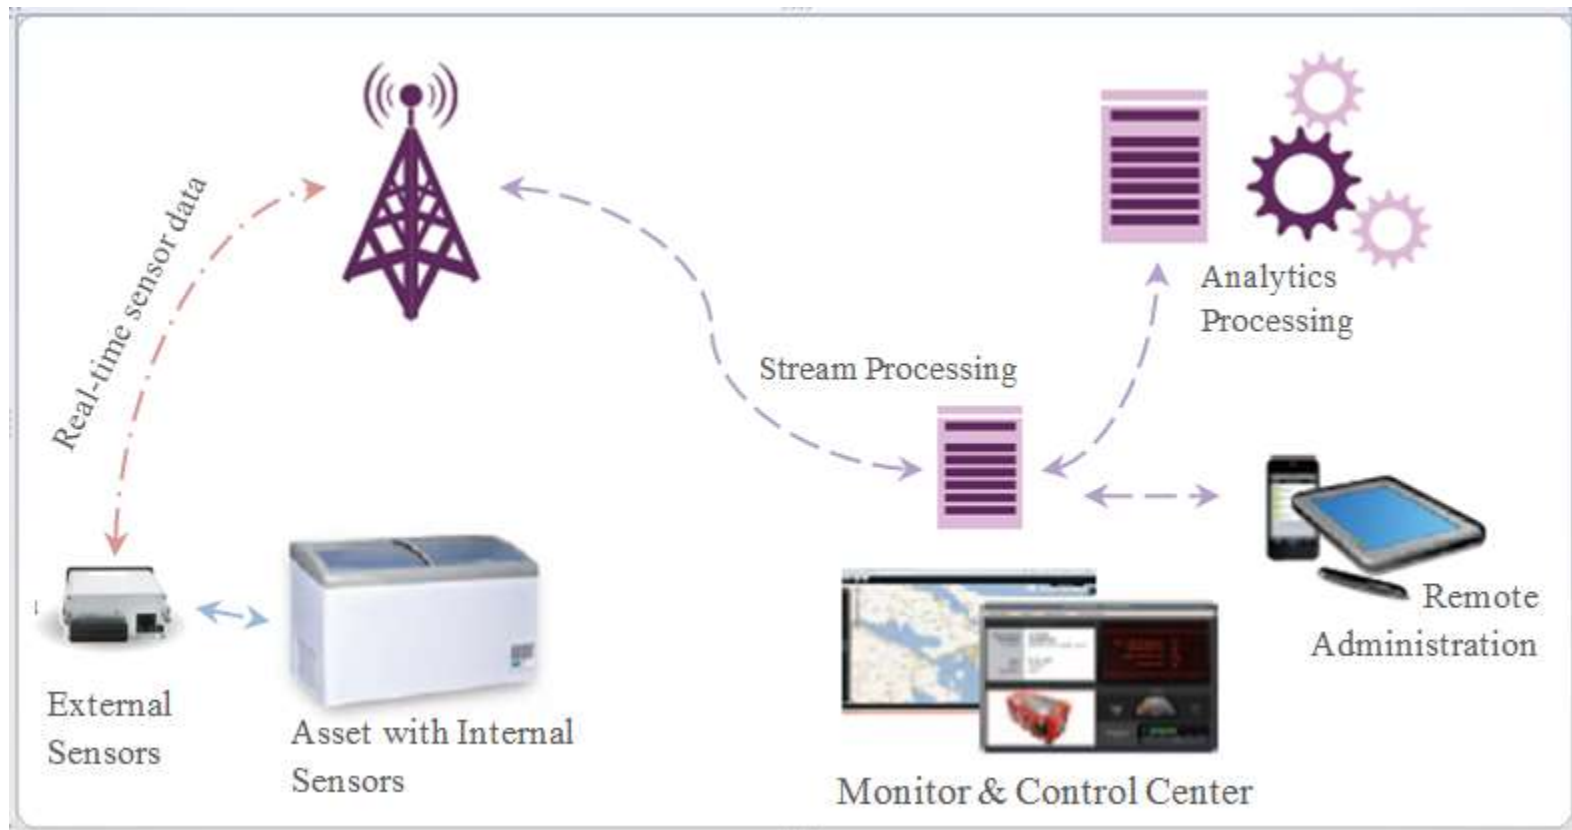 Real-time sensor data
Analytics
Processing
Stream Processing
Remote
Administration
External
Sensors
Asset with Internal
Sensors
Monitor & Control Center